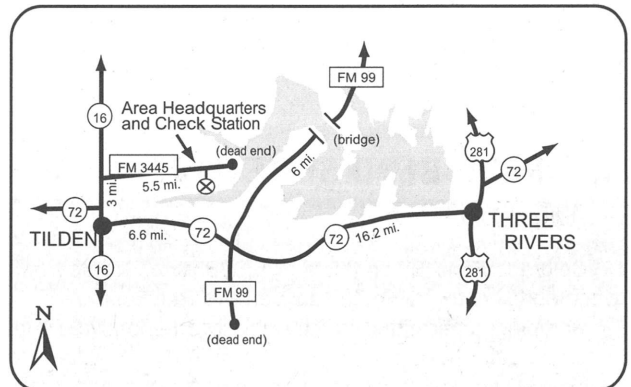 FM 99
16
Area Headquarters
and Check Station
(dead end)
(bridge)
281
72
FM 3445
5.5 mi.
6 mi.
3 mi.
72
TILDEN
6.6 mi.
72
72
16.2 mi.
THREE
RIVERS
16
FM 99
281
(dead end)
N